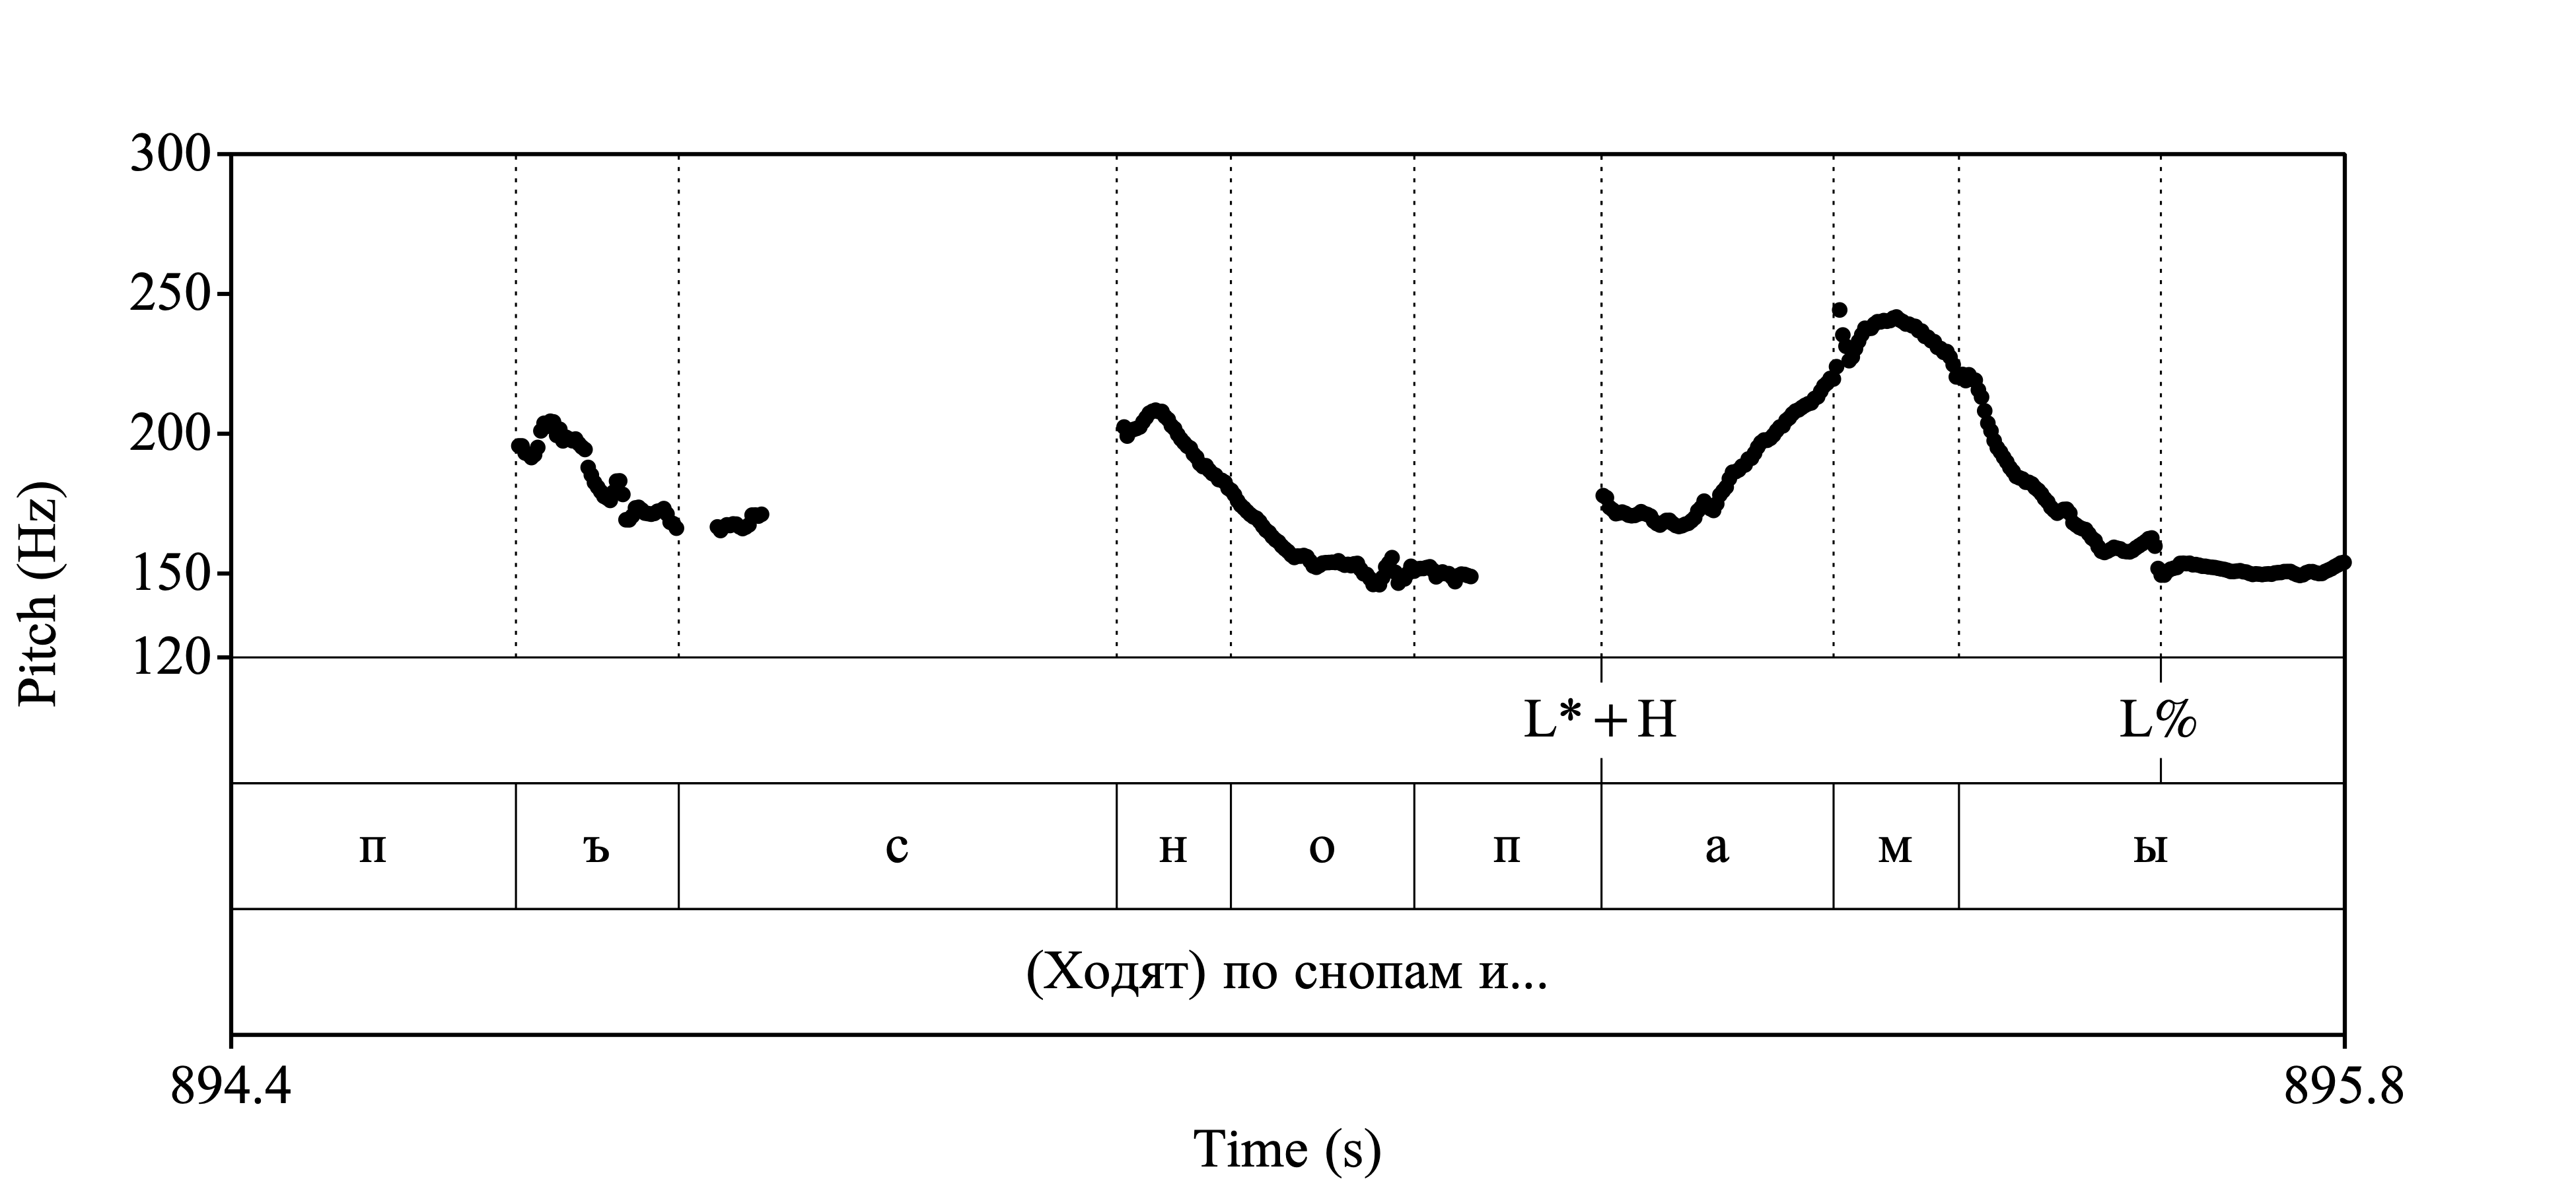 300
250
200
150
120
Pitch (Hz)
L*+H L%
п ъ с н о п а м ы
(Ходят) по снопам и...
894.4 895.8
Time (s)